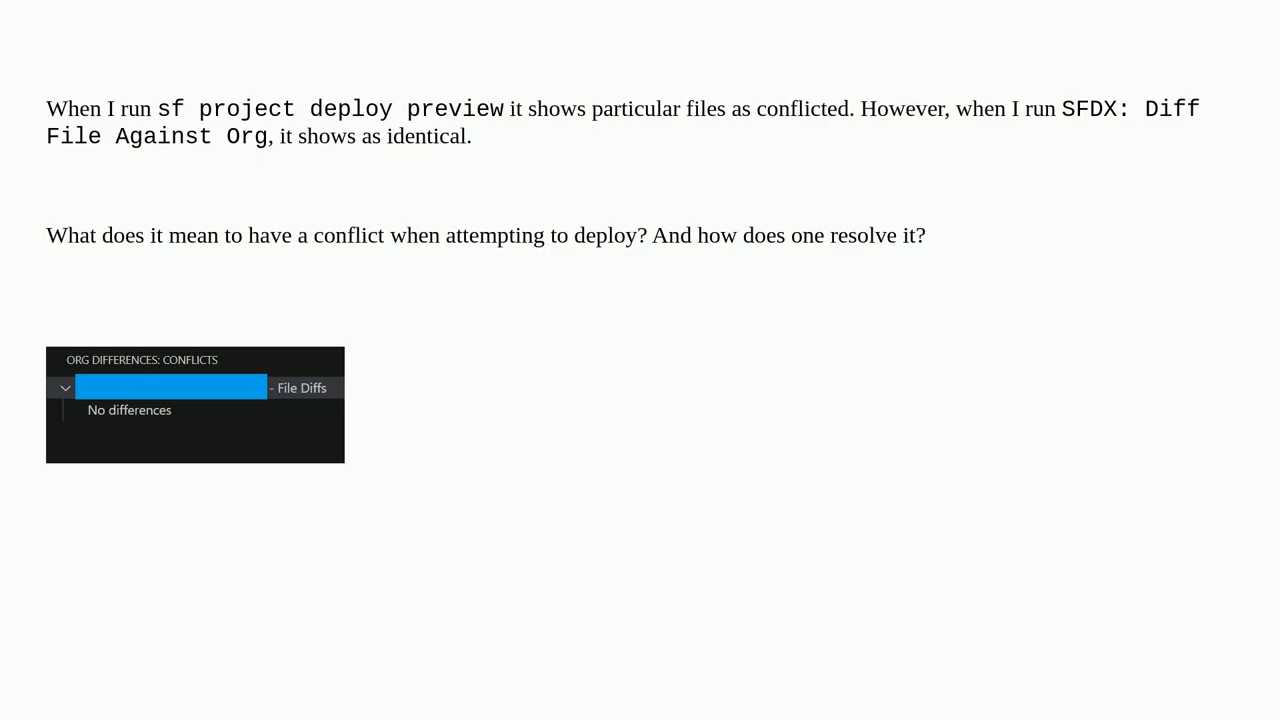 When I run sf project deploy preview it shows particular files as conflicted. However, when I run SFDX: Diff
File Against Org, it shows as identical.
What does it mean to have a conflict when attempting to deploy? And how does one resolve it?
ORG DIFFERENCES: CONFLICTS
- File Diffs
No differences